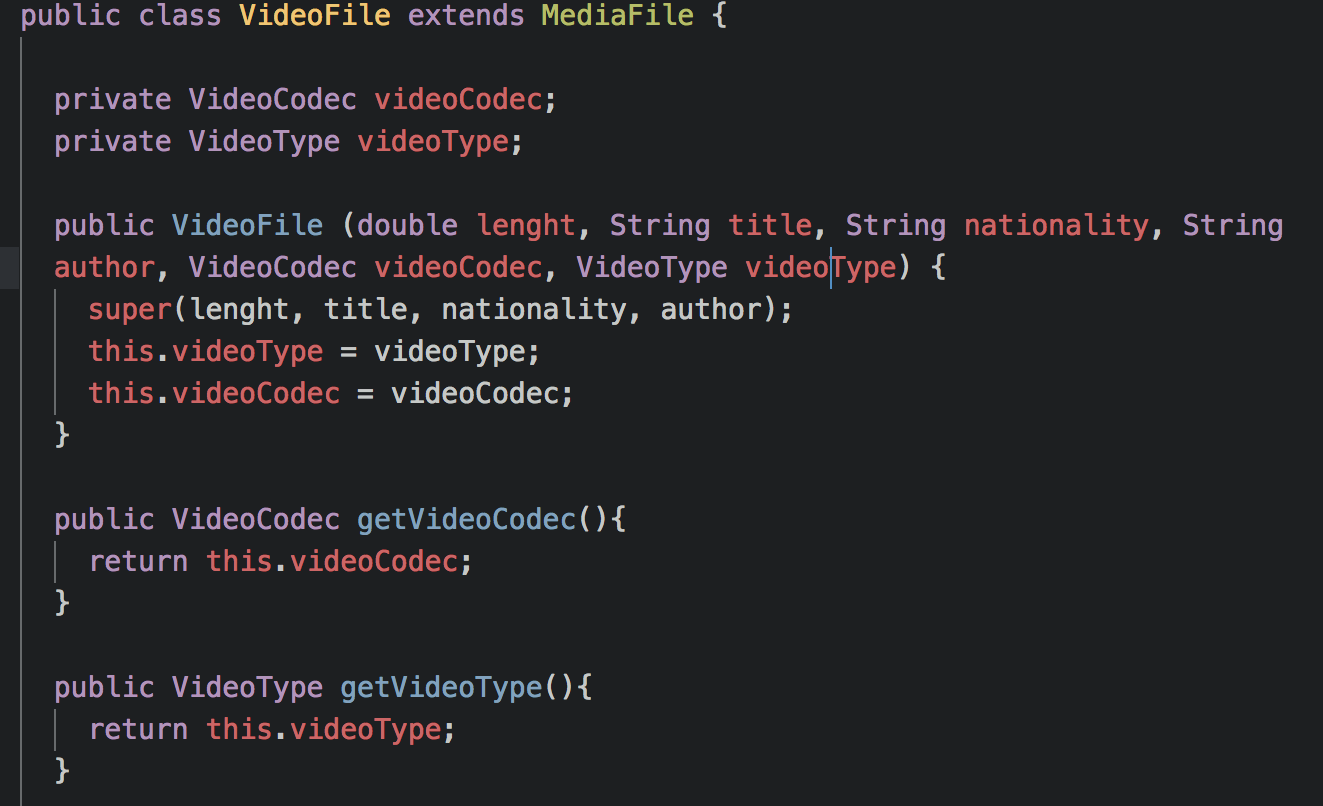 public class VideoFile extends MediaFile {
private VideoCodec videoCodec;
private VideoType videoType;
public VideoFile (double lenght, String title, String nationality, String
author, VideoCodec videoCodec, VideoType videoType) {
super(lenght, title, nationality, author);
this.videoType = videoType;
this.videoCodec = videoCodec;
}
public VideoCodec getVideoCodec(){
return this.videoCodec;
}
public VideoType getVideoType(){
return this.videoType;
}